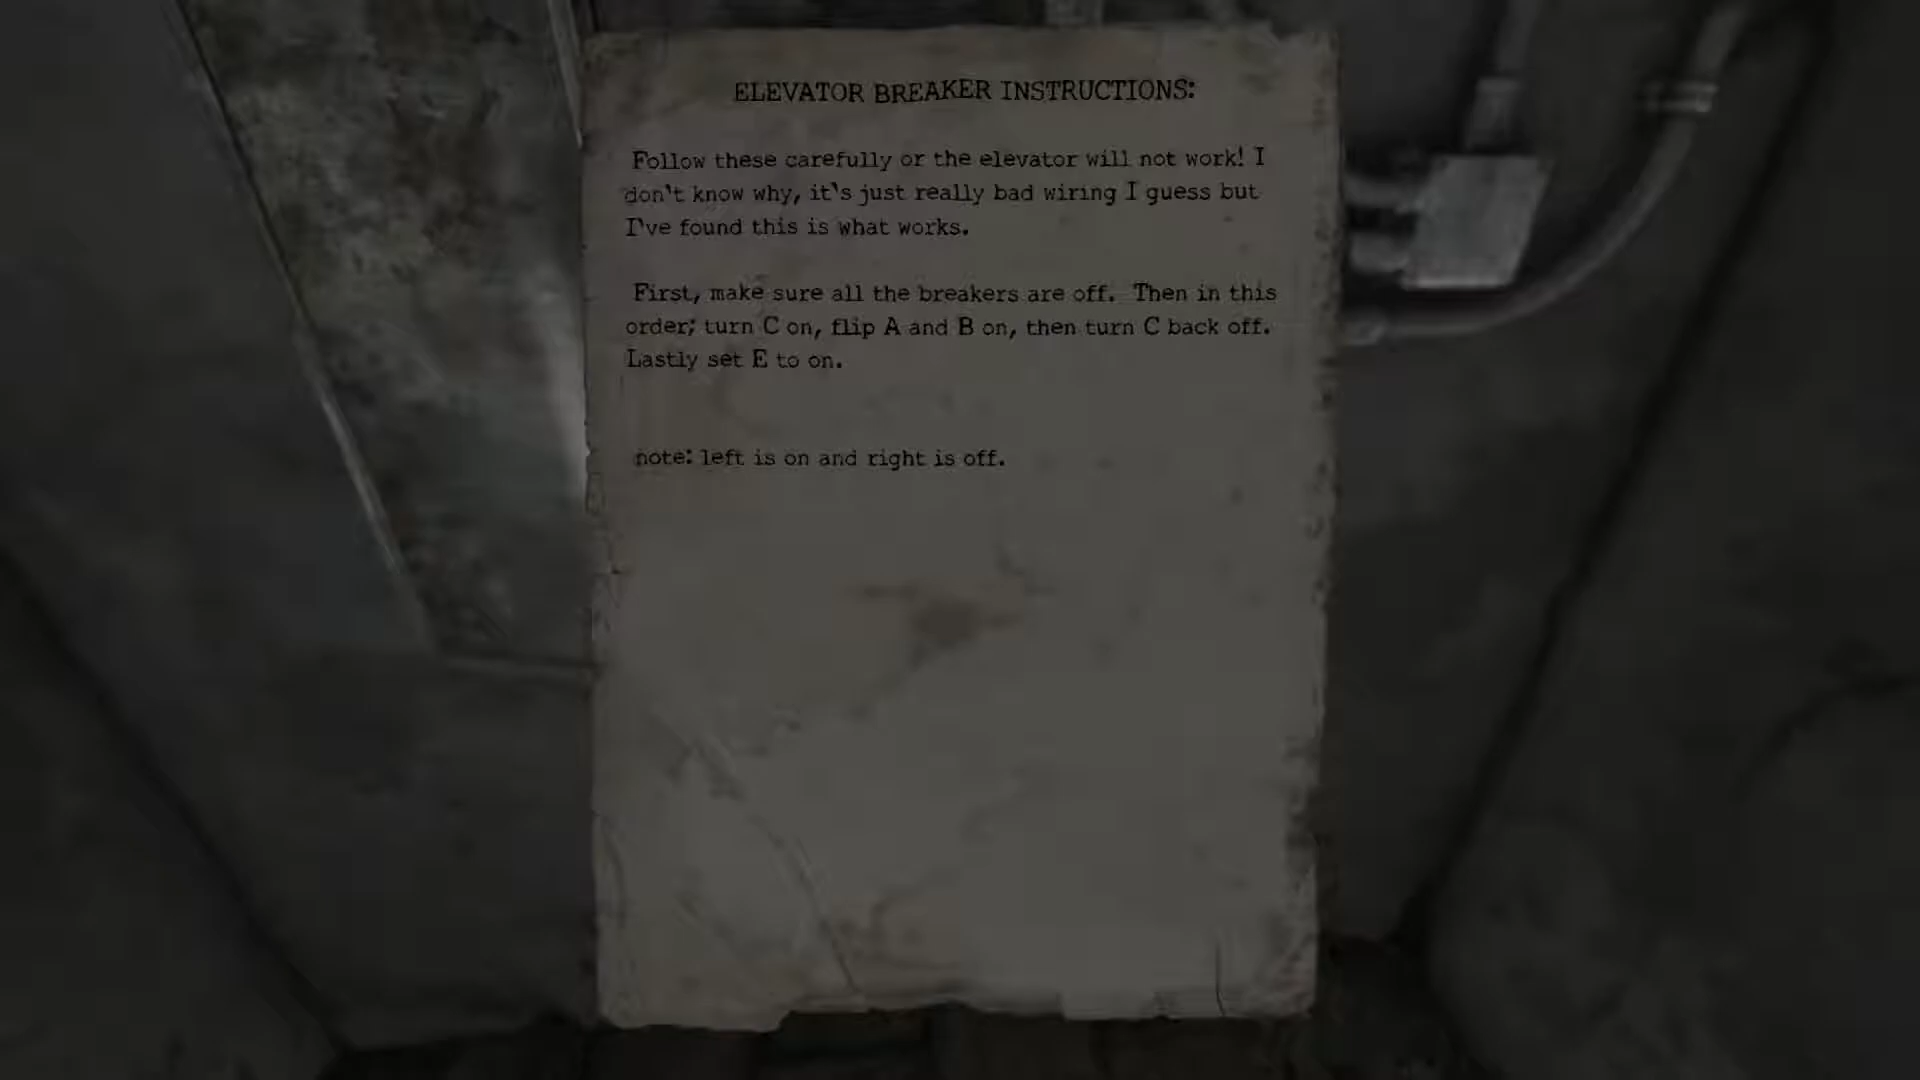 ELEVATOR BREAKER INSTRUCTIONS:
Follow these carefully or the elevator will not work! I
don't know why, it's just really bad wiring I guess but
I've found this is what works.
First, make sure all the breakers are off. Then in this
order; turn C on, flip A and B on, then turn C back off.
Lastly set E to on.
note: left is on and right is off.